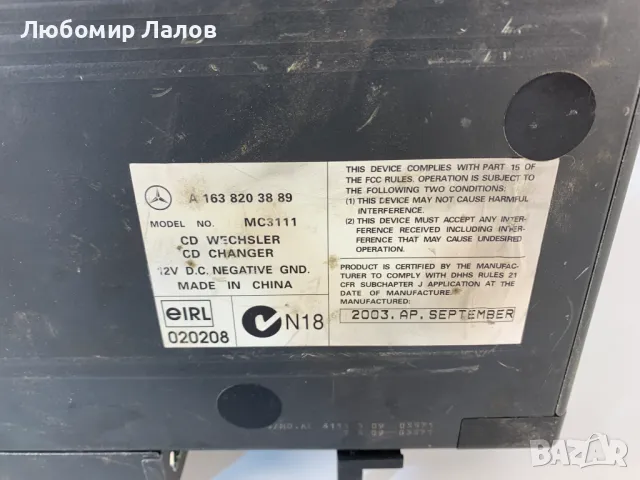 Любомир Лалов
A 163 820 38 89
MODEL NO. MC3111
CD WECHSLER
CD CHANGER
12V D.C. NEGATIVE GND.
MADE IN CHINA
eIRL
020208
N18
THIS DEVICE COMPLIES WITH PART 15 OF
THE FCC RULES. OPERATION IS SUBJECT TO
THE FOLLOWING TWO CONDITIONS:
(1) THIS DEVICE MAY NOT CAUSE HARMFUL
INTERFERENCE.
(2) THIS DEVICE MUST ACCEPT ANY INTER-
FERENCE RECEIVED INCLUDING INTER-
FERENCE THAT MAY CAUSE UNDESIRED
OPERATION.
PRODUCT IS CERTIFIED BY THE MANUFAC-
TURER TO COMPLY WITH DHHS RULES 21
CFR SUBCHAPTER J APPLICATION AT THE
DATE OF MANUFACTURE.
MANUFACTURED:
2003. AP. SEPTEMBER
BAZAR
bg